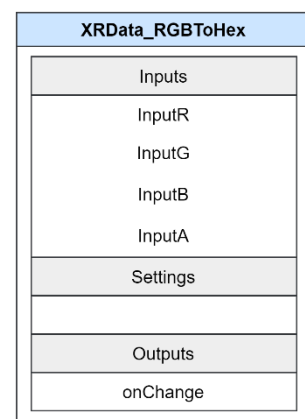 XRData_RGBToHex
Inputs
InputR
InputG
InputB
InputA
Settings
Outputs
onChange